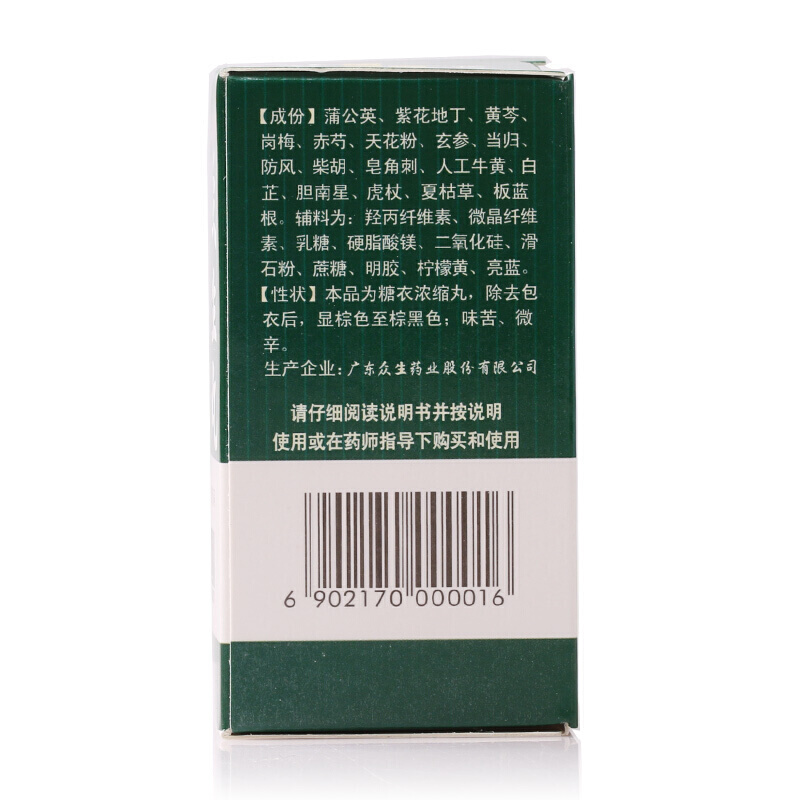 【成份】蒲公英、紫花地丁、黄芩、
岗梅、赤芍、天花粉、玄参、当归、
防风、柴胡、皂角刺、人工牛黄、白
芷、胆南星、虎杖、夏枯草、板蓝
根。辅料为：羟丙纤维素、微晶纤维
素、乳糖、硬脂酸镁、二氧化硅、滑
石粉、蔗糖、明胶、柠檬黄、亮蓝。
【性状】本品为糖衣浓缩丸，除去包
衣后，显棕色至棕黑色；味苦、微
辛。
生产企业：广东众生药业股份有限公司
请仔细阅读说明书并按说明
使用或在药师指导下购买和使用
6 902170 000016